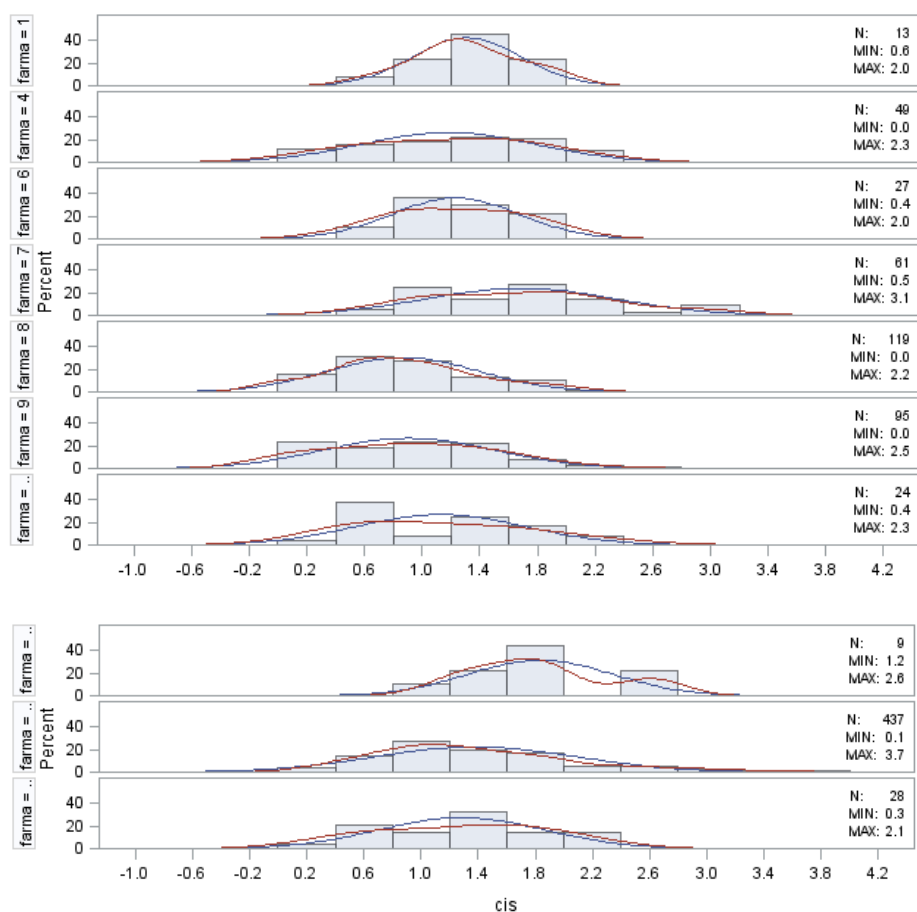 farma = 1
40
20
0
N: 13
MIN: 0.6
MAX: 2.0
farma = 4
40
20
0
N: 49
MIN: 0.0
MAX: 2.3
farma = 6
40
20
0
N: 27
MIN: 0.4
MAX: 2.0
farma = 7
Percent
40
20
0
N: 61
MIN: 0.5
MAX: 3.1
farma = 8
40
20
0
N: 119
MIN: 0.0
MAX: 2.2
farma = 9
40
20
0
N: 95
MIN: 0.0
MAX: 2.5
farma = ..
40
20
0
N: 24
MIN: 0.4
MAX: 2.3
-1.0 -0.6 -0.2 0.2 0.6 1.0 1.4 1.8 2.2 2.6 3.0 3.4 3.8 4.2
farma = ..
40
20
0
N: 9
MIN: 1.2
MAX: 2.6
farma = ..
Percent
40
20
0
N: 437
MIN: 0.1
MAX: 3.7
farma = ..
40
20
0
N: 28
MIN: 0.3
MAX: 2.1
-1.0 -0.6 -0.2 0.2 0.6 1.0 1.4 1.8 2.2 2.6 3.0 3.4 3.8 4.2
cis